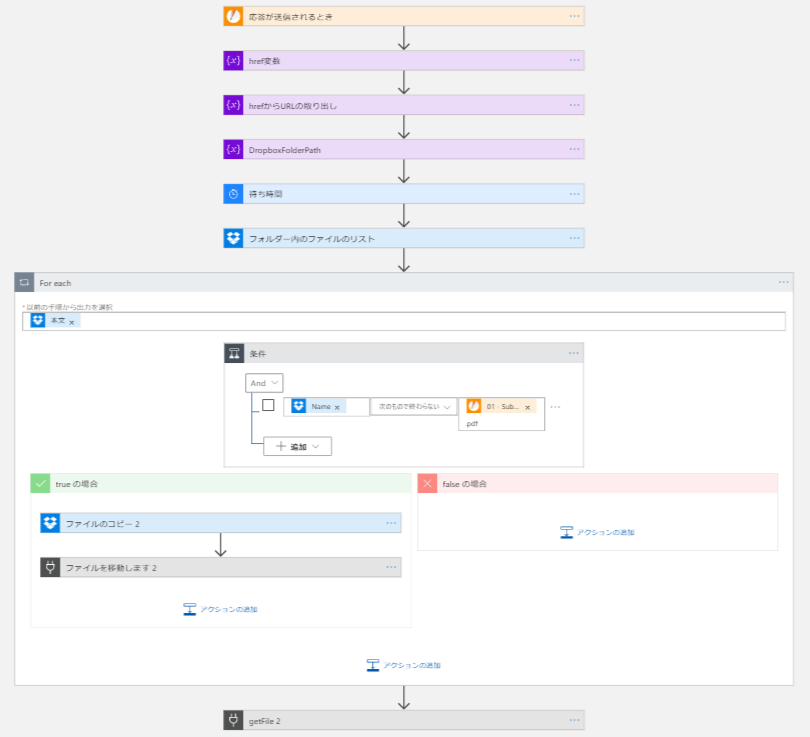 応答が送信されるとき
href変数
hrefからURLの取り出し
DropboxFolderPath
待ち時間
フォルダー内のファイルのリスト
For each
*以前の手順から出力を選択
本文 x
条件
And
Name x 次のもので終わらない 01 - Sub... x
.pdf
追加
true の場合
false の場合
ファイルのコピー 2
アクションの追加
ファイルを移動します 2
アクションの追加
アクションの追加
getFile 2